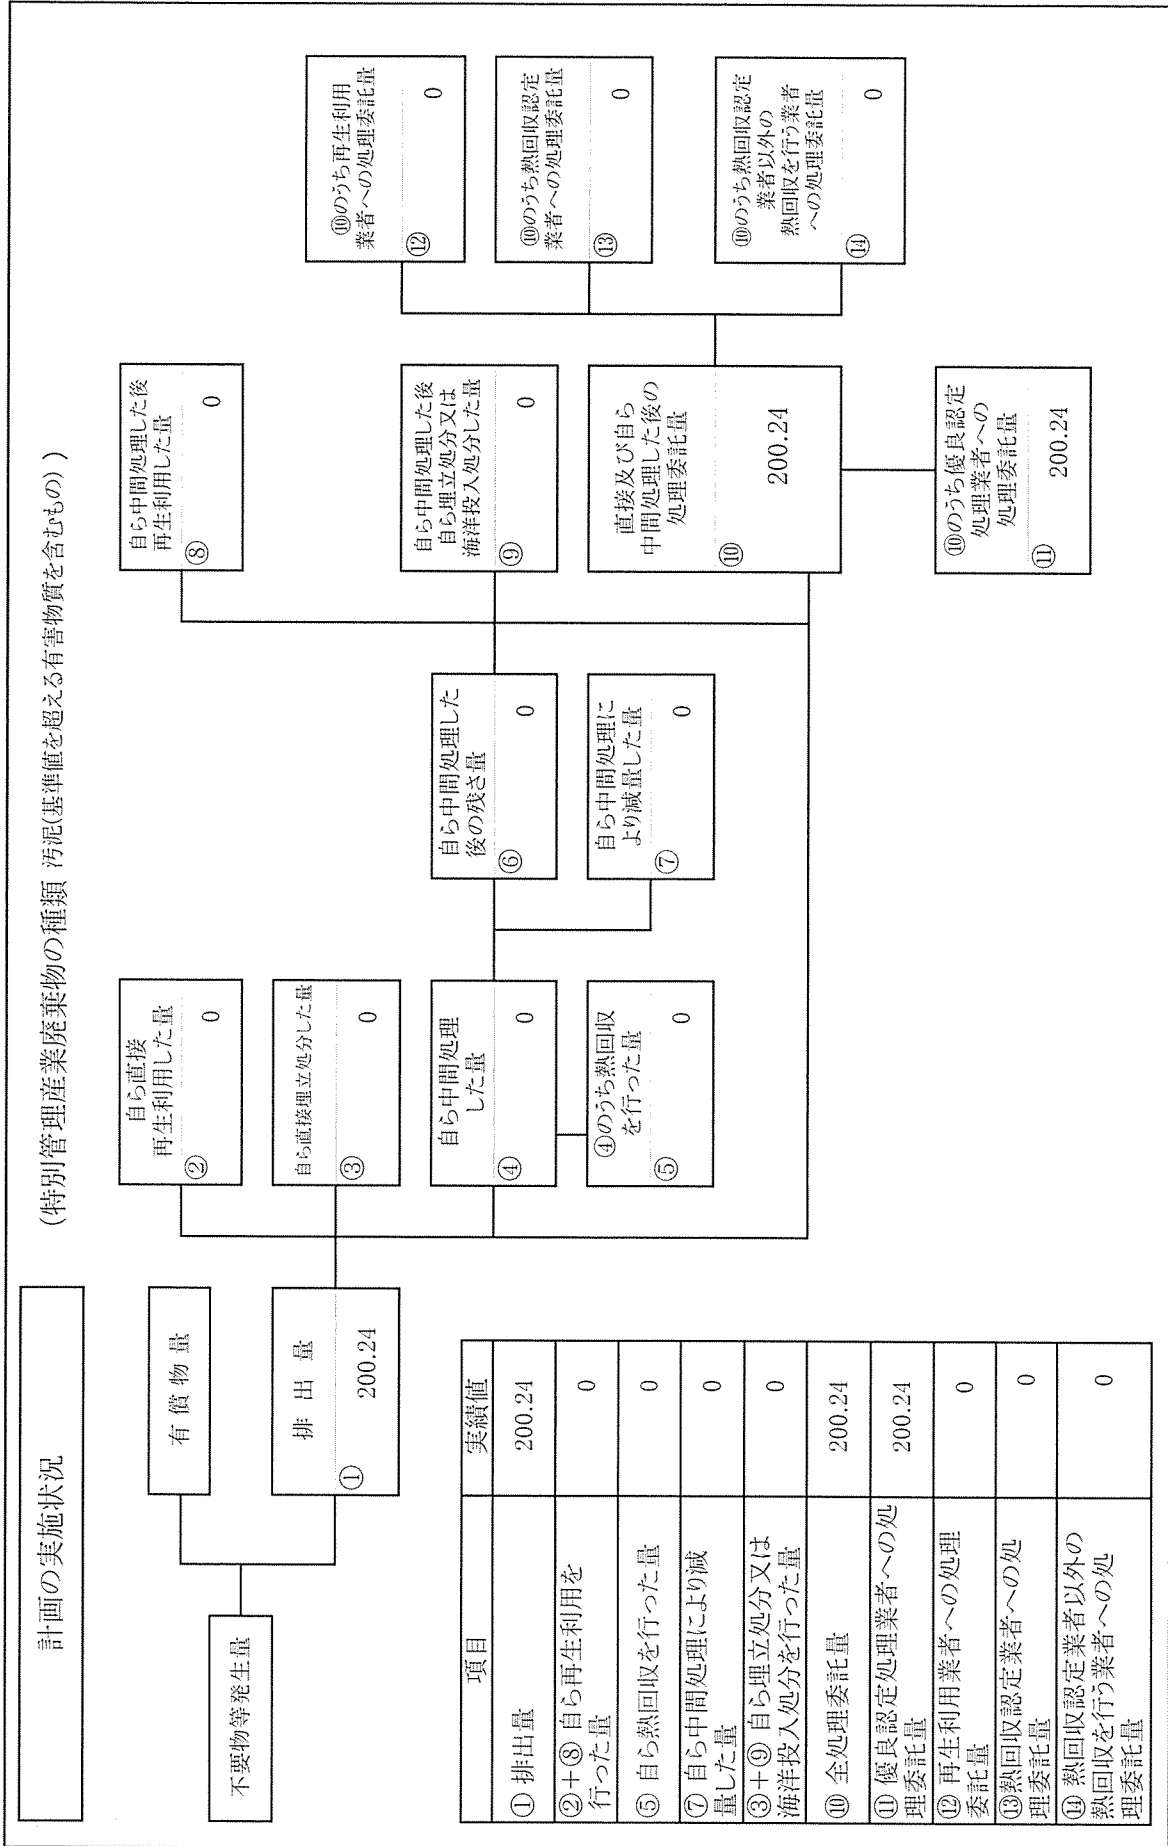 計画の実施状況
(特別管理産業廃棄物の種類 汚泥(基準値を超える有害物質を含むもの) )
不要物等発生量
有 償 物 量
排 出 量
① 200.24
自ら直接
再生利用した量
② 0
自ら直接埋立処分した量
③ 0
自ら中間処理
した量
④ 0
④のうち熱回収
を行った量
⑤ 0
自ら中間処理した
後の残さ量
⑥ 0
自ら中間処理に
より減量した量
⑦ 0
自ら中間処理した後
再生利用した量
⑧ 0
自ら中間処理した後
自ら埋立処分又は
海洋投入処分した量
⑨ 0
直接及び自ら
中間処理した後の
処理委託量
⑩ 200.24
⑩のうち優良認定
処理業者への
処理委託量
⑪ 200.24
⑩のうち再生利用
業者への処理委託量
⑫ 0
⑩のうち熱回収認定
業者への処理委託量
⑬ 0
⑩のうち熱回収認定
業者以外の
熱回収を行う業者
への処理委託量
⑭ 0
項目 実績値
① 排出量 200.24
②+⑧ 自ら再生利用を
行った量 0
⑤ 自ら熱回収を行った量 0
⑦ 自ら中間処理により減
量した量 0
③+⑨ 自ら埋立処分又は
海洋投入処分を行った量 0
⑩ 全処理委託量 200.24
⑪ 優良認定処理業者への処
理委託量 200.24
⑫ 再生利用業者への処理
委託量 0
⑬熱回収認定業者への処
理委託量 0
⑭ 熱回収認定業者以外の
熱回収を行う業者への処
理委託量 0